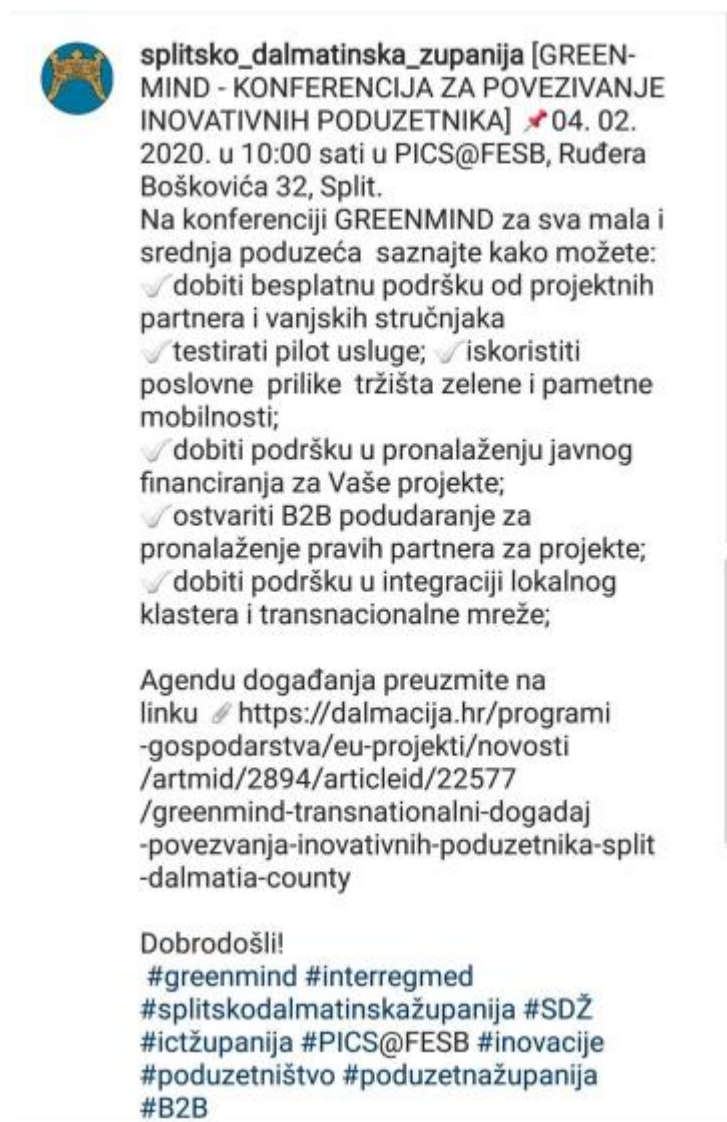 splitsko_dalmatinska_zupanija [GREEN-
MIND - KONFERENCIJA ZA POVEZIVANJE
INOVATIVNIH PODUZETNIKA] 📌04. 02.
2020. u 10:00 sati u PICS@FESB, Ruđera
Boškovića 32, Split.
Na konferenciji GREENMIND za sva mala i
srednja poduzeća  saznajte kako možete:
✔dobiti besplatnu podršku od projektnih
partnera i vanjskih stručnjaka
✔testirati pilot usluge; ✔iskoristiti
poslovne  prilike  tržišta zelene i pametne
mobilnosti;
✔dobiti podršku u pronalaženju javnog
financiranja za Vaše projekte;
✔ostvariti B2B podudaranje za
pronalaženje pravih partnera za projekte;
✔dobiti podršku u integraciji lokalnog
klastera i transnacionalne mreže;
Agendu događanja preuzmite na
linku 📎https://dalmacija.hr/programi
-gospodarstva/eu-projekti/novosti
/artmid/2894/articleid/22577
/greenmind-transnationalni-dogadaj
-povezvanja-inovativnih-poduzetnika-split
-dalmatia-county
Dobrodošli!
#greenmind #interregmed
#splitskodalmatinskažupanija #SDŽ
#ictžupanija #PICS@FESB #inovacije
#poduzetništvo #poduzetnažupanija
#B2B